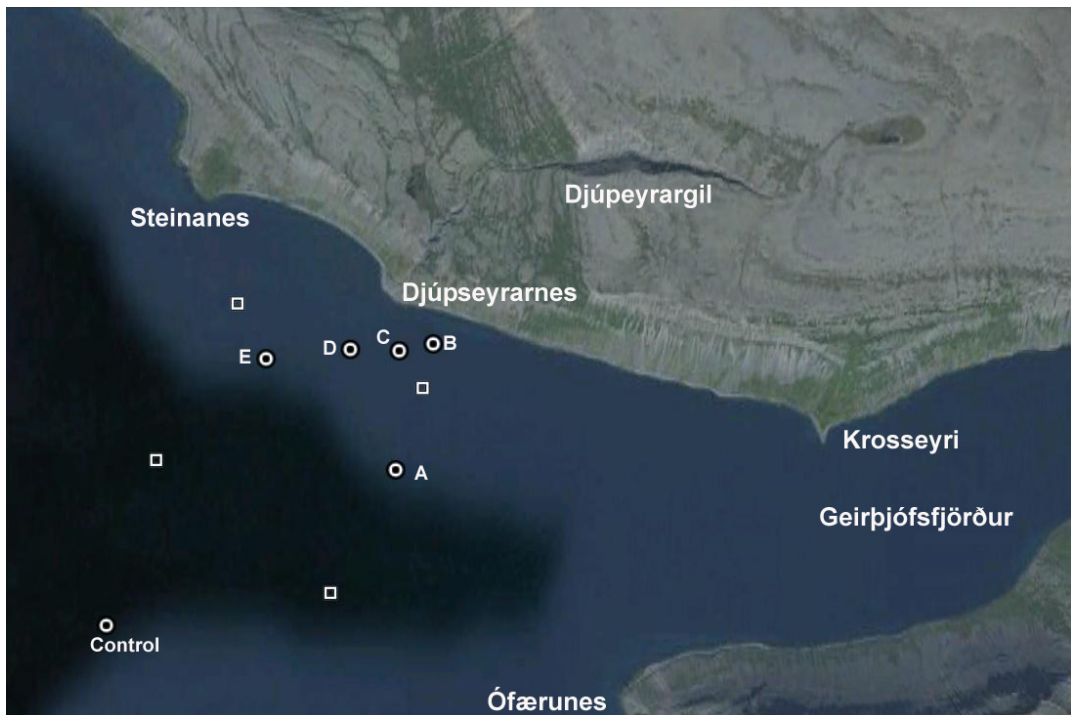 Djúpeyrargil
Steinanes
Djúpseyrarnes
D
C
B
E
Krosseyri
A
Geirþjófsfjörður
Control
Ófærunes